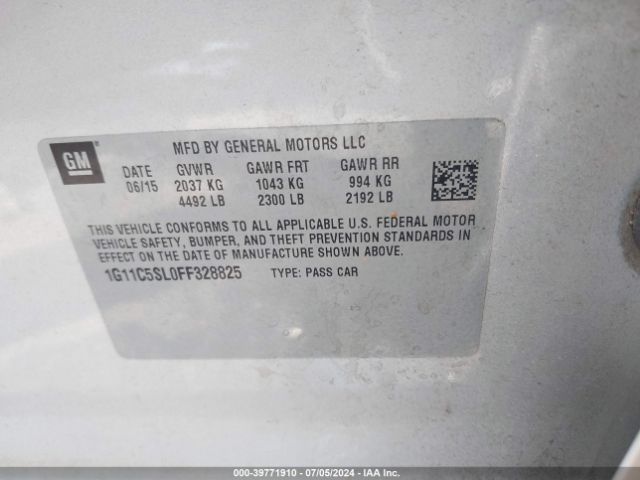 GM
MFD BY GENERAL MOTORS LLC
DATE GVWR GAWR FRT GAWR RR
06/15 2037 KG 1043 KG 994 KG
4492 LB 2300 LB 2192 LB
THIS VEHICLE CONFORMS TO ALL APPLICABLE U.S. FEDERAL MOTOR
VEHICLE SAFETY, BUMPER, AND THEFT PREVENTION STANDARDS IN
EFFECT ON THE DATE OF MANUFACTURE SHOWN ABOVE.
1G11C5SL0FF328825 TYPE: PASS CAR
000-39771910 / 07/05/2024 - IAA Inc.